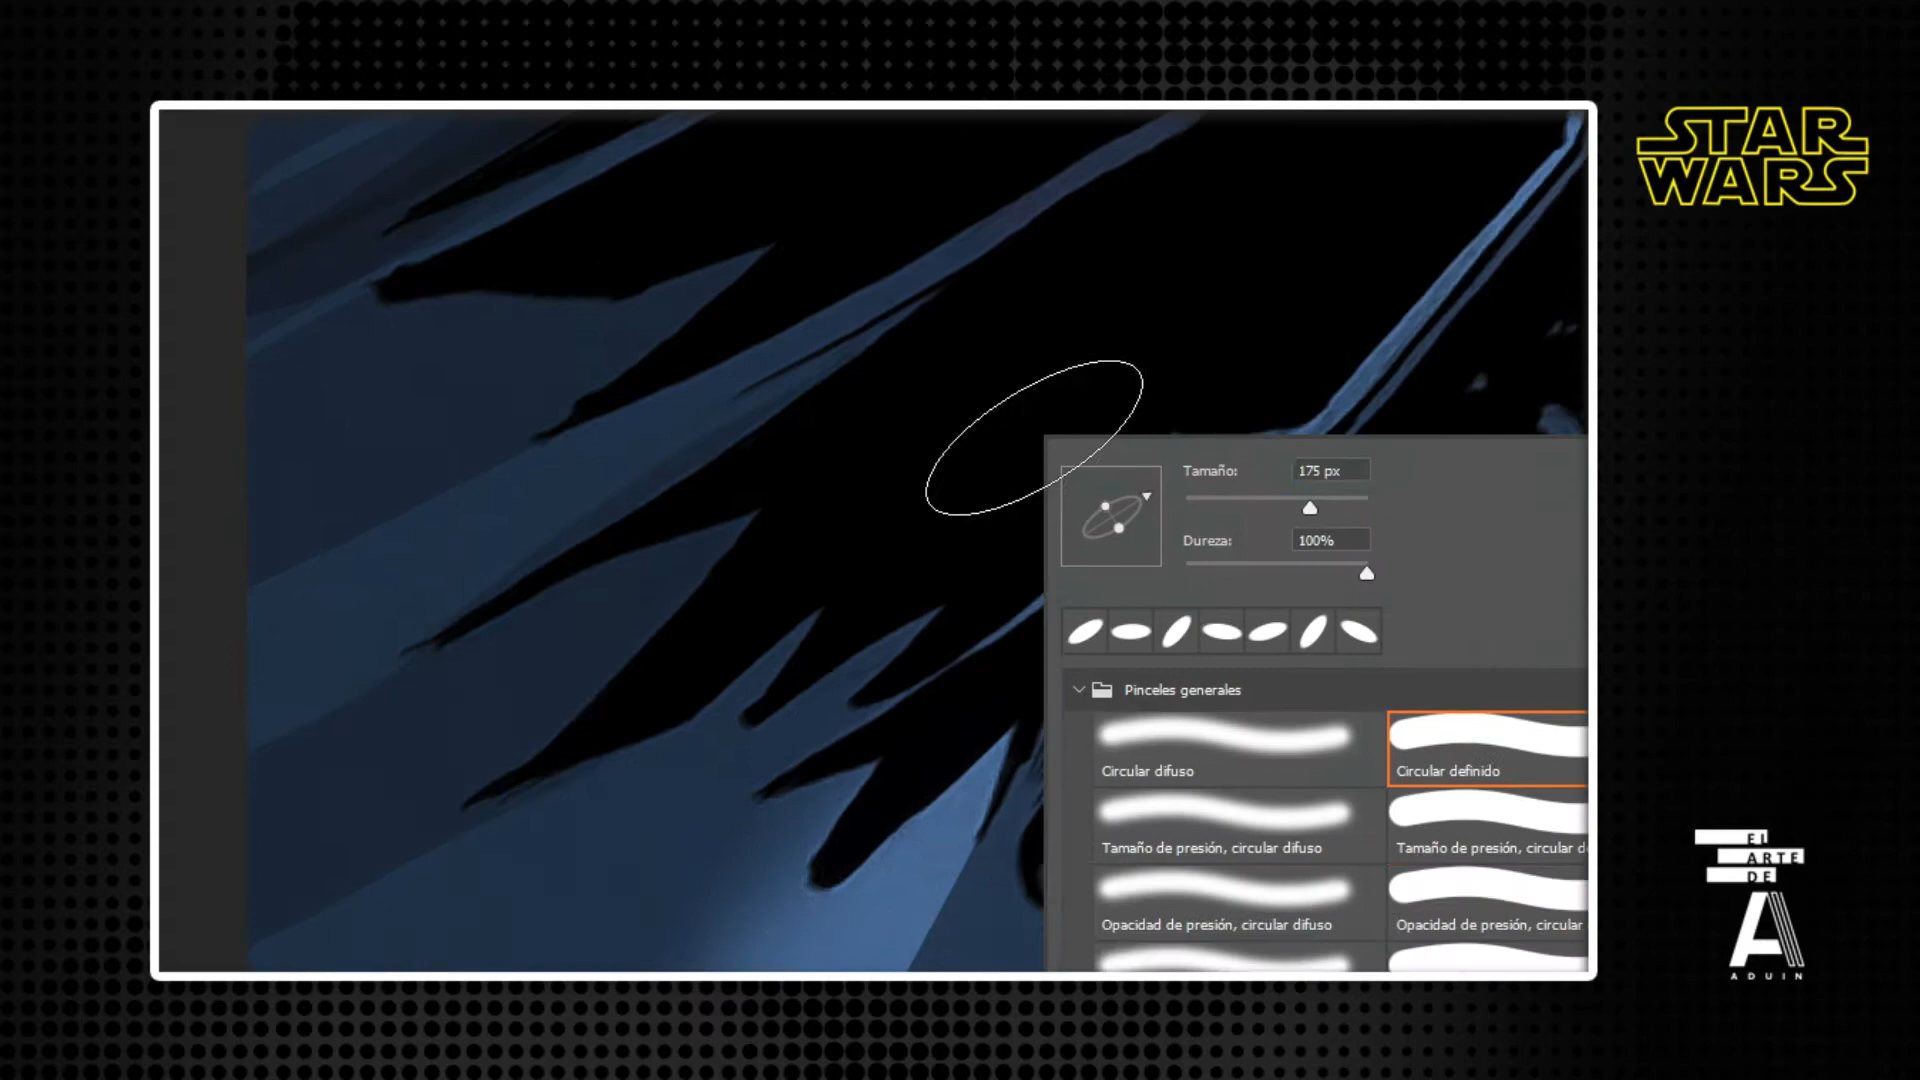 STAR
WARS
Tamaño: 175 px
Dureza: 100%
Pinceles generales
Circular difuso
Circular definido
Tamaño de presión, circular difuso
Tamaño de presión, circular d
Opacidad de presión, circular difuso
Opacidad de presión, circular
El
ARTE
DE
ADUIN